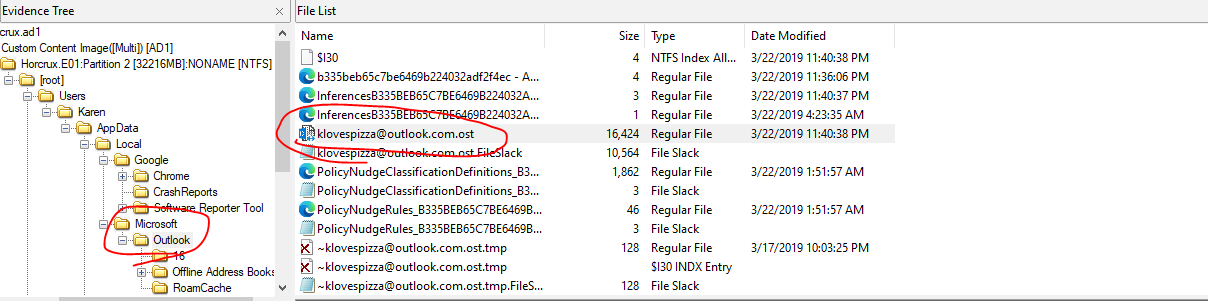 Evidence Tree
crux.ad1
Custom Content Image([Multi]) [AD1]
Horcrux.E01:Partition 2 [32216MB]:NONAME [NTFS]
[root]
Users
Karen
AppData
Local
Google
Chrome
CrashReports
Software Reporter Tool
Microsoft
Outlook
16
Offline Address Books
RoamCache
File List
Name Size Type Date Modified
$I30 4 NTFS Index All... 3/22/2019 11:40:38 PM
b335beb65c7be6469b224032adf2f4ec - A... 4 Regular File 3/22/2019 11:36:06 PM
InferencesB335BEB65C7BE6469B224032A... 3 Regular File 3/22/2019 11:40:37 PM
InferencesB335BEB65C7BE6469B224032A... 1 Regular File 3/22/2019 4:23:35 AM
klovespizza@outlook.com.ost 16,424 Regular File 3/22/2019 11:40:38 PM
klovespizza@outlook.com.ost.FileSlack 10,564 File Slack
PolicyNudgeClassificationDefinitions_B3... 1,862 Regular File 3/22/2019 1:51:57 AM
PolicyNudgeClassificationDefinitions_B3... 3 File Slack
PolicyNudgeRules_B335BEB65C7BE6469B... 46 Regular File 3/22/2019 1:51:57 AM
PolicyNudgeRules_B335BEB65C7BE6469B... 3 File Slack
~klovespizza@outlook.com.ost.tmp 128 Regular File 3/17/2019 10:03:25 PM
~klovespizza@outlook.com.ost.tmp $I30 INDX Entry
~klovespizza@outlook.com.ost.tmp.FileS... 128 File Slack